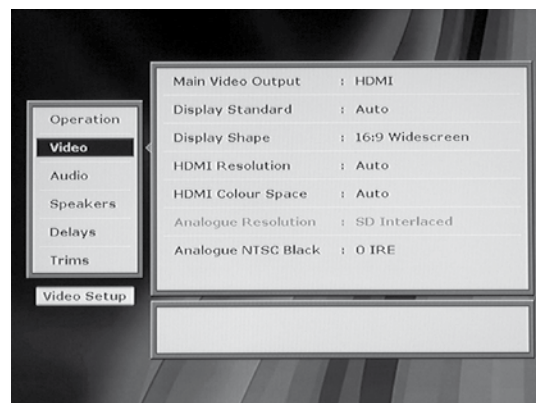 Operation
Video
Audio
Speakers
Delays
Trims
Video Setup
Main Video Output : HDMI
Display Standard : Auto
Display Shape : 16:9 Widescreen
HDMI Resolution : Auto
HDMI Colour Space : Auto
Analogue Resolution : SD Interlaced
Analogue NTSC Black : 0 IRE